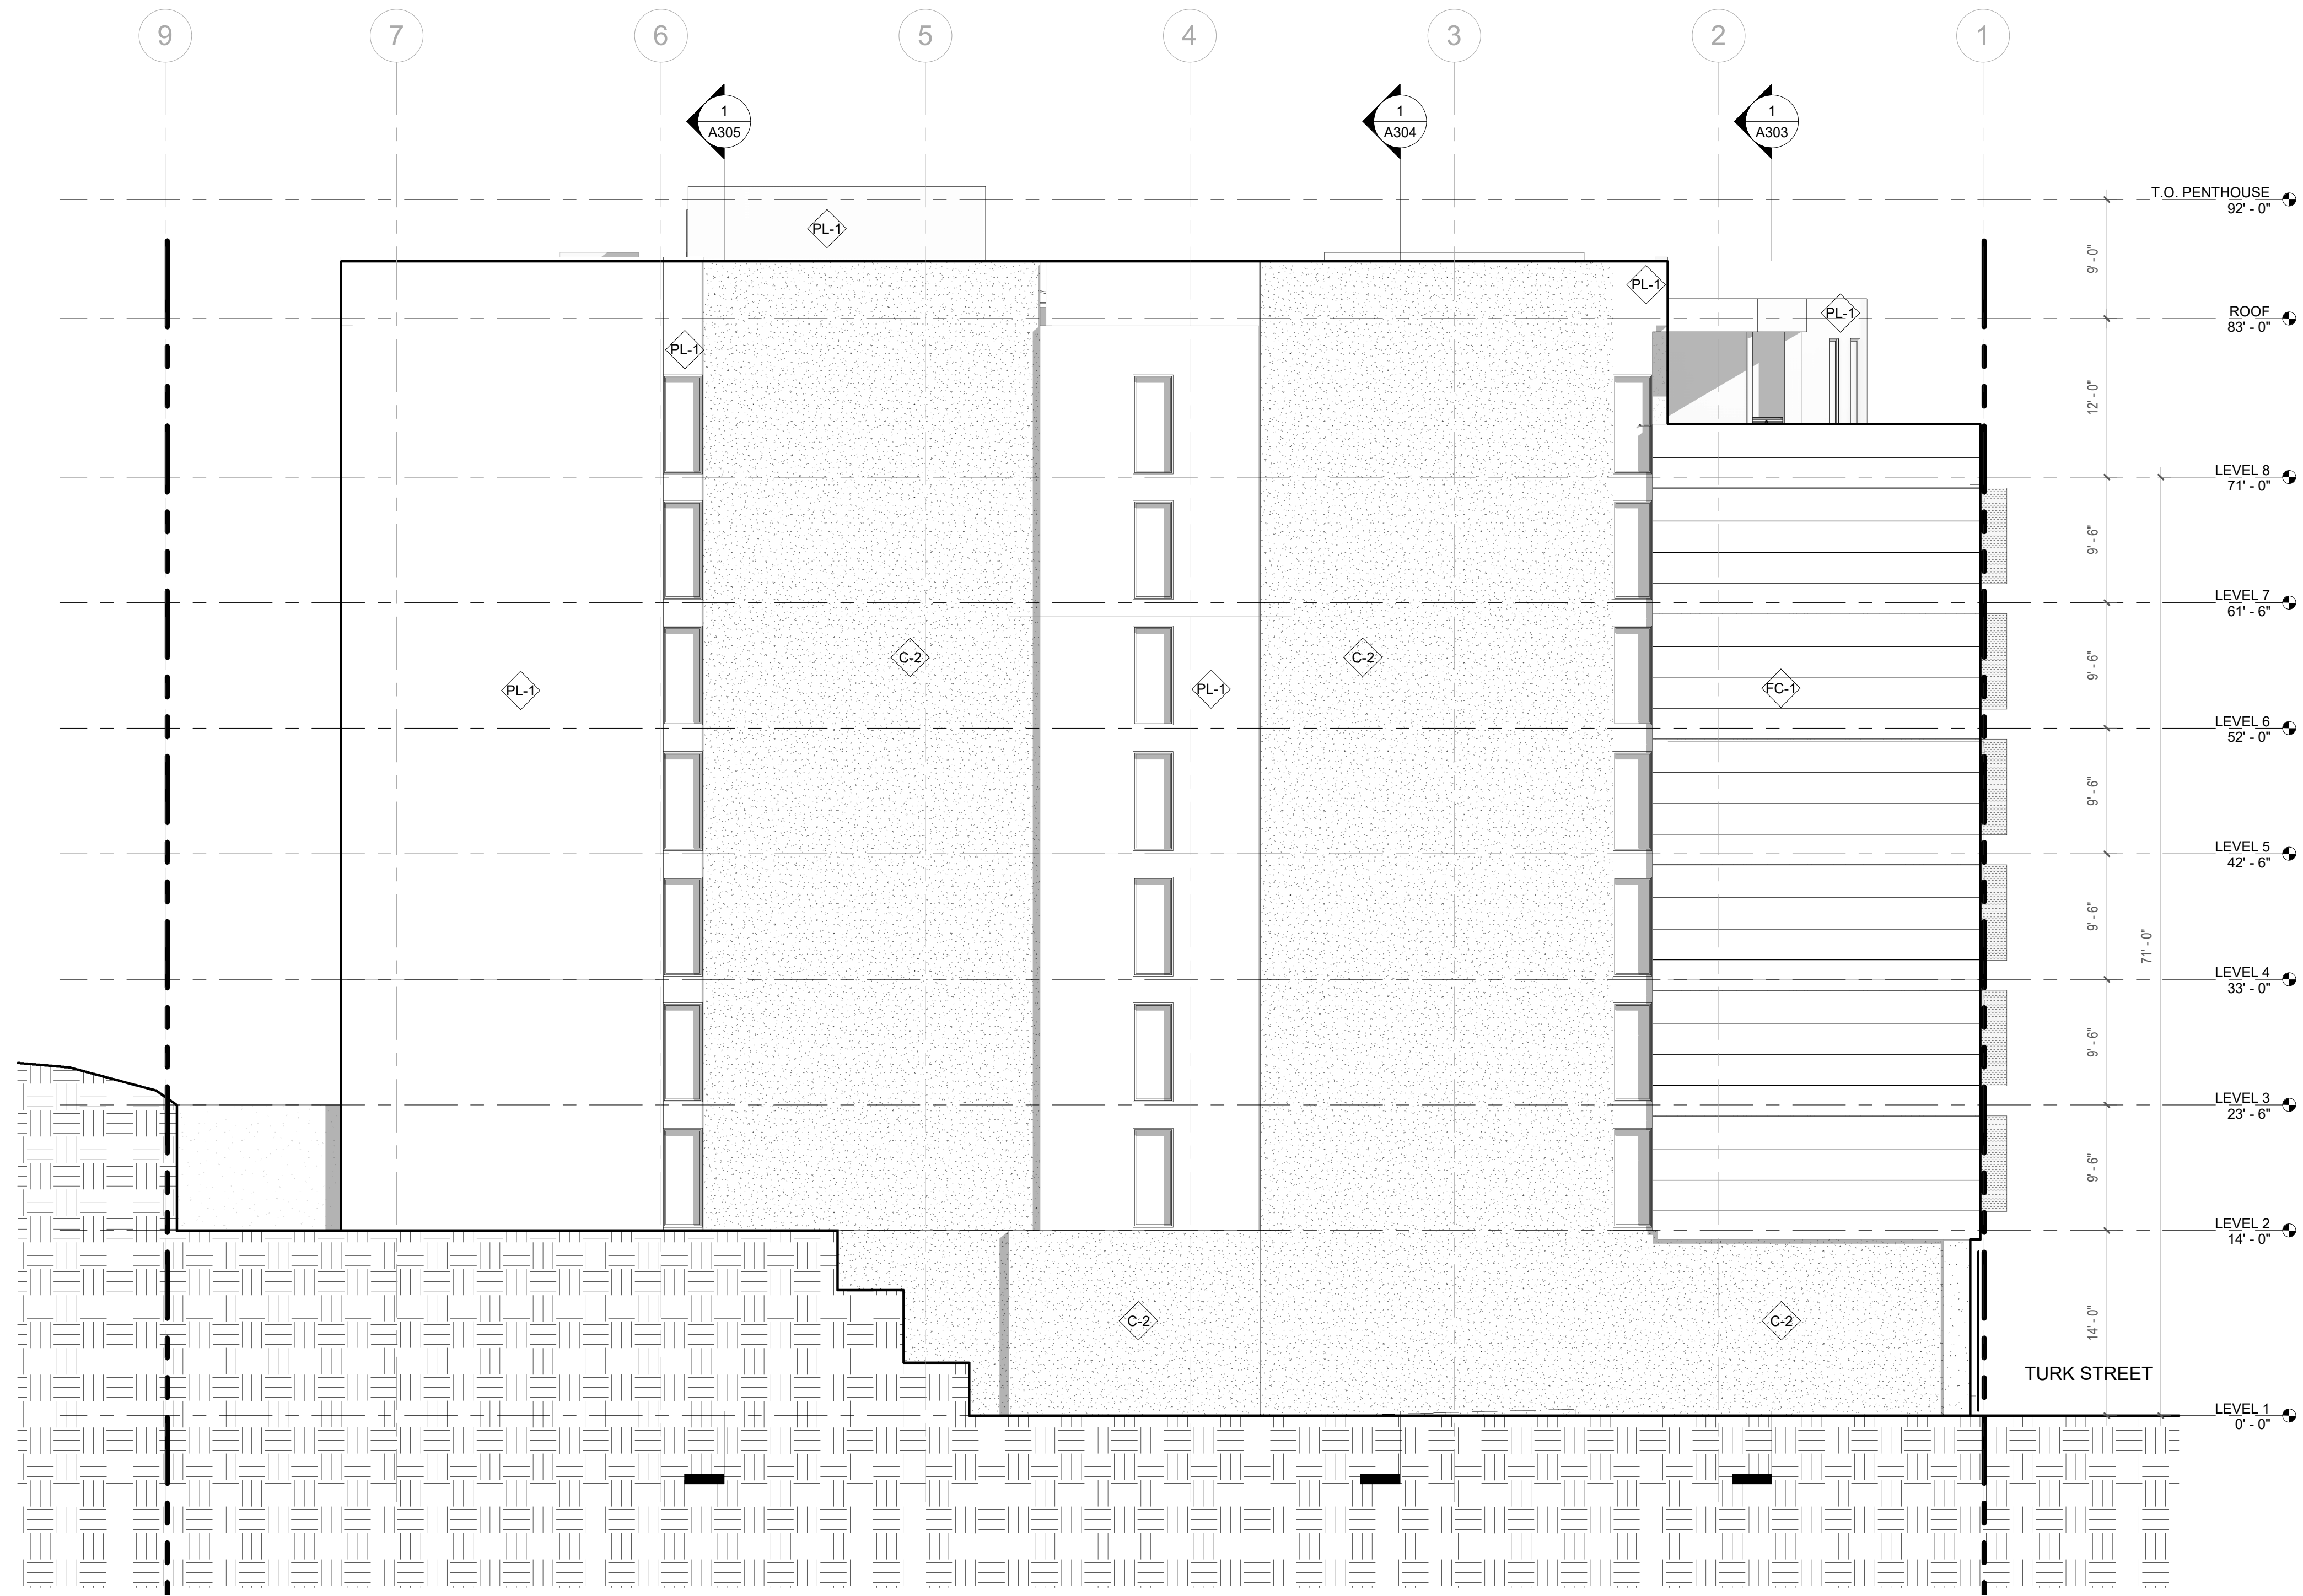 9 7 6 5 4 3 2 1
1
A305
1
A304
1
A303
T.O. PENTHOUSE
92' - 0"
9' - 0"
PL-1
PL-1
PL-1
ROOF
83' - 0"
PL-1
12' - 0"
LEVEL 8
71' - 0"
9' - 6"
LEVEL 7
61' - 6"
C-2
C-2
9' - 6"
PL-1
PL-1
FC-1
LEVEL 6
52' - 0"
9' - 6"
LEVEL 5
42' - 6"
9' - 6"
71' - 0"
LEVEL 4
33' - 0"
9' - 6"
LEVEL 3
23' - 6"
9' - 6"
LEVEL 2
14' - 0"
C-2
C-2
14' - 0"
TURK STREET
LEVEL 1
0' - 0"